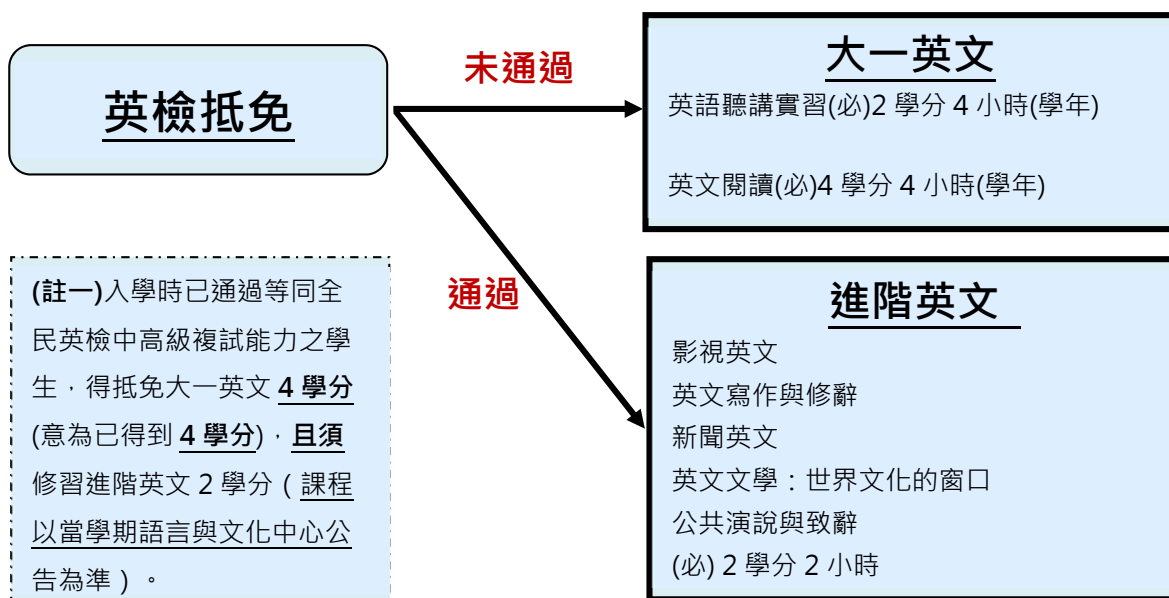 英檢抵免
未通過
大一英文
英語聽講實習(必)2 學分 4 小時(學年)
英文閱讀(必)4 學分 4 小時(學年)
(註一)入學時已通過等同全
民英檢中高級複試能力之學
生，得抵免大一英文 4 學分
(意為已得到 4 學分)，且須
修習進階英文 2 學分（課程
以當學期語言與文化中心公
告為準）。
通過
進階英文
影視英文
英文寫作與修辭
新聞英文
英文文學：世界文化的窗口
公共演說與致辭
(必) 2 學分 2 小時